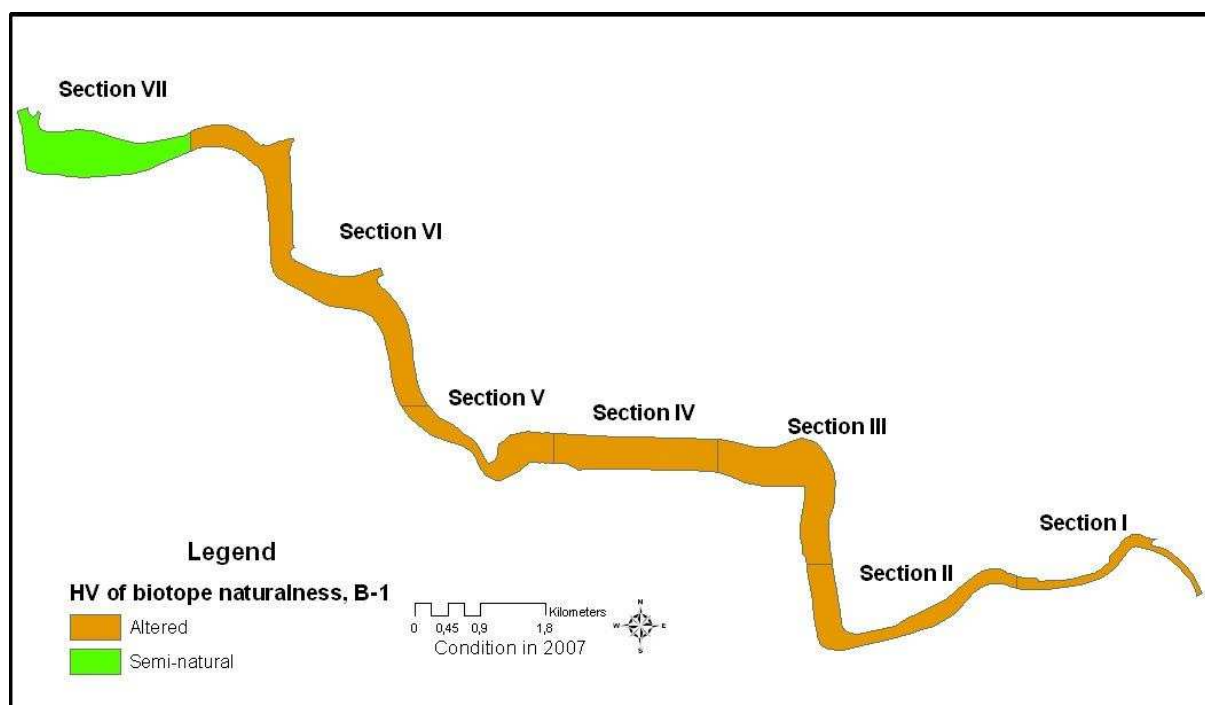 Section VII
Section VI
Section V
Section IV
Section III
Section I
Section II
Legend
HV of biotope naturalness, B-1
Altered
Semi-natural
Kilometers
0 0,45 0,9 1,8
Condition in 2007
N
W E
S